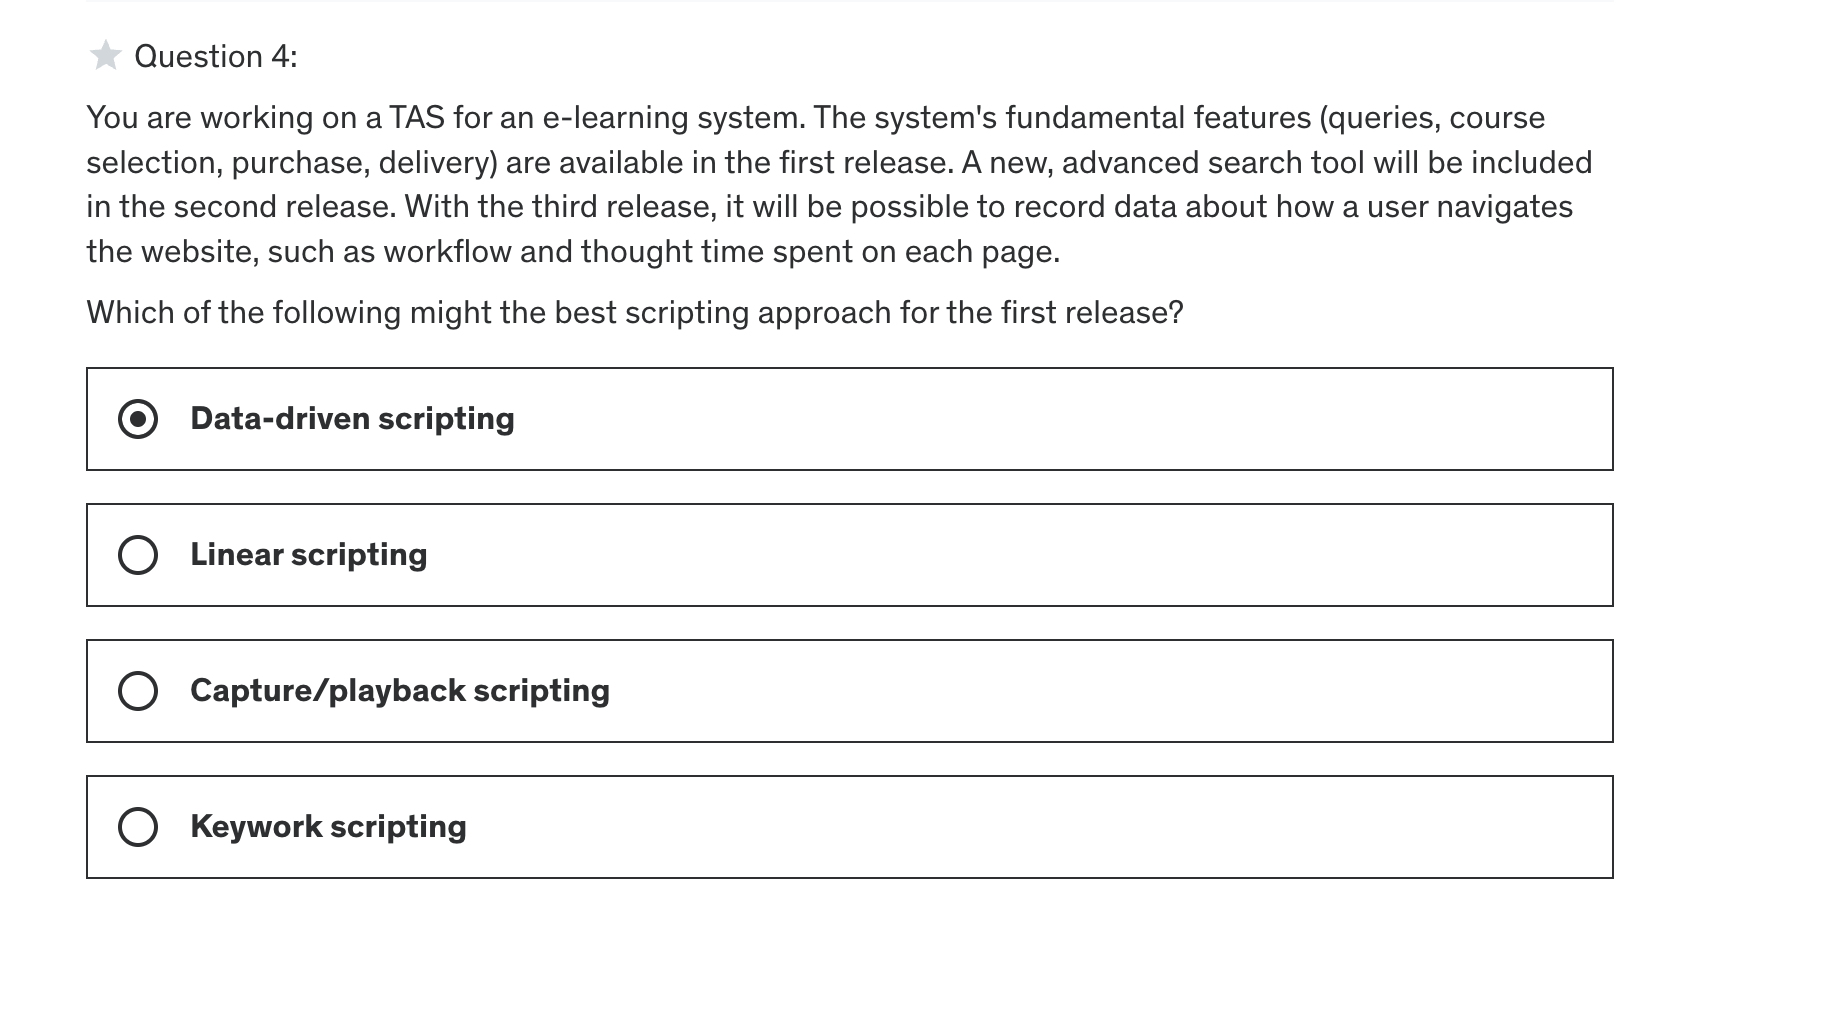 Question 4:
You are working on a TAS for an e-learning system. The system's fundamental features (queries, course
selection, purchase, delivery) are available in the first release. A new, advanced search tool will be included
in the second release. With the third release, it will be possible to record data about how a user navigates
the website, such as workflow and thought time spent on each page.
Which of the following might the best scripting approach for the first release?
Data-driven scripting
Linear scripting
Capture/playback scripting
Keywork scripting